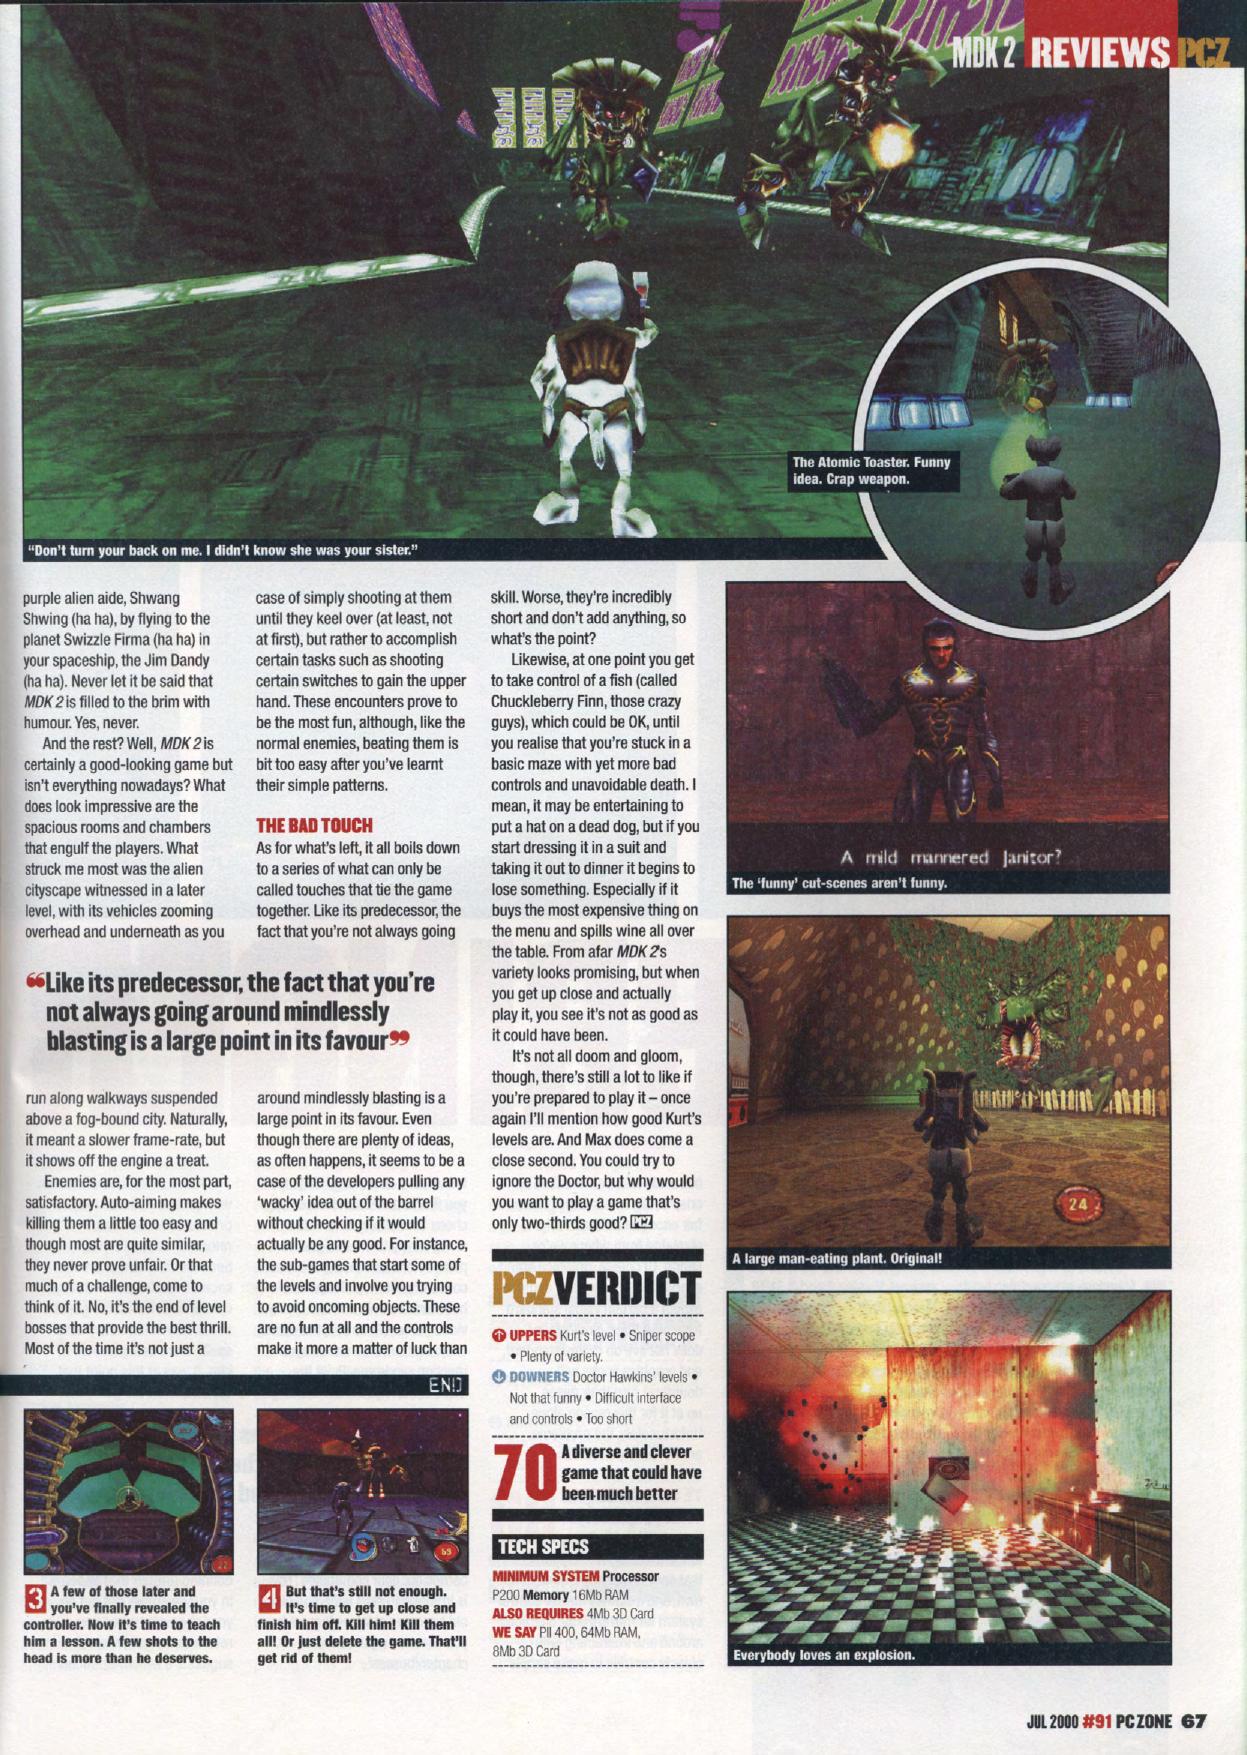 MDK 2 REVIEWS PCZ
The Atomic Toaster. Funny
idea. Crap weapon.
"Don't turn your back on me. I didn't know she was your sister."
purple alien aide, Shwang
Shwing (ha ha), by flying to the
planet Swizzle Firma (ha ha) in
your spaceship, the Jim Dandy
(ha ha). Never let it be said that
MDK 2 is filled to the brim with
humour. Yes, never.
And the rest? Well, MDK 2 is
certainly a good-looking game but
isn't everything nowadays? What
does look impressive are the
spacious rooms and chambers
that engulf the players. What
struck me most was the alien
cityscape witnessed in a later
level, with its vehicles zooming
overhead and underneath as you
run along walkways suspended
above a fog-bound city. Naturally,
it meant a slower frame-rate, but
it shows off the engine a treat.
Enemies are, for the most part,
satisfactory. Auto-aiming makes
killing them a little too easy and
though most are quite similar,
they never prove unfair. Or that
much of a challenge, come to
think of it. No, it's the end of level
bosses that provide the best thrill.
Most of the time it's not just a
case of simply shooting at them
until they keel over (at least, not
at first), but rather to accomplish
certain tasks such as shooting
certain switches to gain the upper
hand. These encounters prove to
be the most fun, although, like the
normal enemies, beating them is
bit too easy after you've learnt
their simple patterns.
THE BAD TOUCH
As for what's left, it all boils down
to a series of what can only be
called touches that tie the game
together. Like its predecessor, the
fact that you're not always going
around mindlessly blasting is a
large point in its favour. Even
though there are plenty of ideas,
as often happens, it seems to be a
case of the developers pulling any
'wacky' idea out of the barrel
without checking if it would
actually be any good. For instance,
the sub-games that start some of
the levels and involve you trying
to avoid oncoming objects. These
are no fun at all and the controls
make it more a matter of luck than
skill. Worse, they're incredibly
short and don't add anything, so
what's the point?
Likewise, at one point you get
to take control of a fish (called
Chuckleberry Finn, those crazy
guys), which could be OK, until
you realise that you're stuck in a
basic maze with yet more bad
controls and unavoidable death. I
mean, it may be entertaining to
put a hat on a dead dog, but if you
start dressing it in a suit and
taking it out to dinner it begins to
lose something. Especially if it
buys the most expensive thing on
the menu and spills wine all over
the table. From afar MDK 2's
variety looks promising, but when
you get up close and actually
play it, you see it's not as good as
it could have been.
It's not all doom and gloom,
though, there's still a lot to like if
you're prepared to play it – once
again I'll mention how good Kurt's
levels are. And Max does come a
close second. You could try to
ignore the Doctor, but why would
you want to play a game that's
only two-thirds good? PCZ
“Like its predecessor, the fact that you're
not always going around mindlessly
blasting is a large point in its favour”
END
3 A few of those later and
you've finally revealed the
controller. Now it's time to teach
him a lesson. A few shots to the
head is more than he deserves.
4 But that's still not enough.
It's time to get up close and
finish him off. Kill him! Kill them
all! Or just delete the game. That'll
get rid of them!
PCZVERDICT
UPPERS Kurt's level • Sniper scope
• Plenty of variety.
DOWNERS Doctor Hawkins' levels •
Not that funny • Difficult interface
and controls • Too short
70 A diverse and clever
game that could have
been much better
TECH SPECS
MINIMUM SYSTEM Processor
P200 Memory 16Mb RAM
ALSO REQUIRES 4Mb 3D Card
WE SAY PII 400, 64Mb RAM,
8Mb 3D Card
A mild mannered Janitor?
The 'funny' cut-scenes aren't funny.
24
A large man-eating plant. Original!
Everybody loves an explosion.
JUL 2000 #91 PC ZONE 67